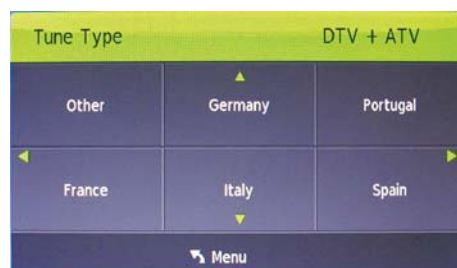 Tune Type DTV + ATV
Other Germany Portugal
France Italy Spain
Menu